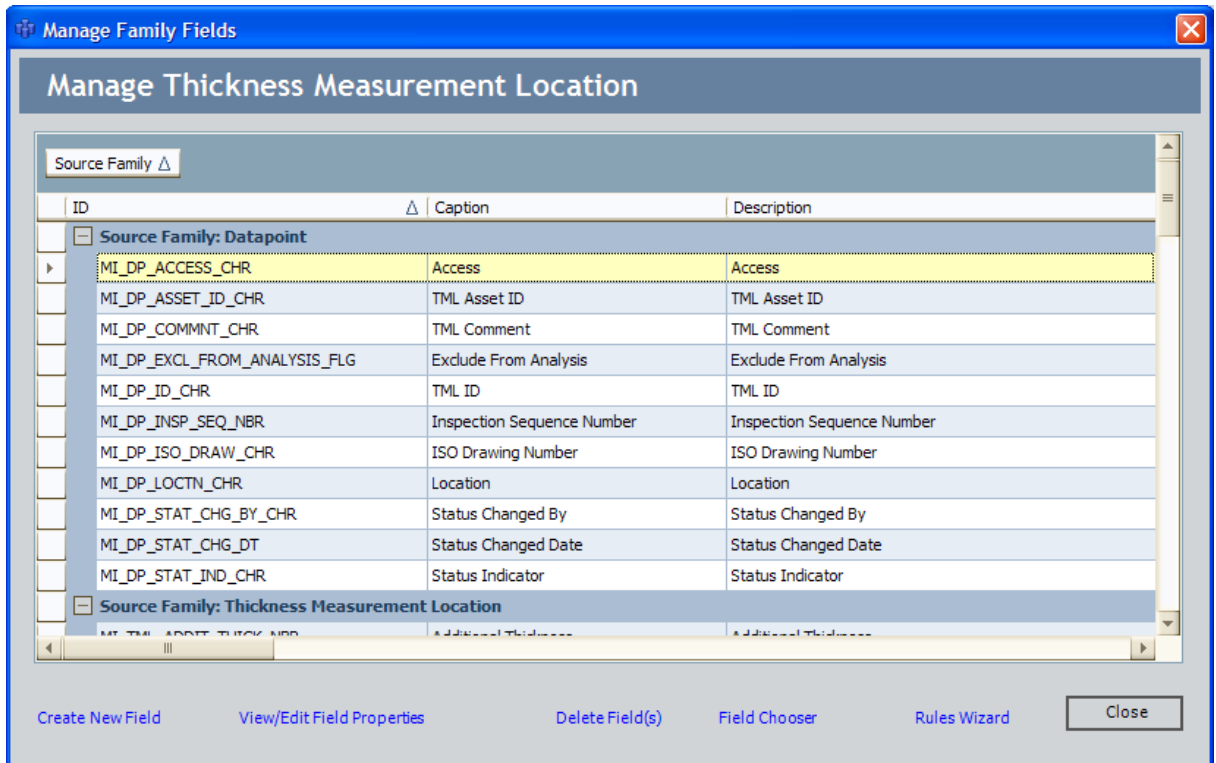 Manage Family Fields
Manage Thickness Measurement Location
Source Family
ID Caption Description
Source Family: Datapoint
MI_DP_ACCESS_CHR Access Access
MI_DP_ASSET_ID_CHR TML Asset ID TML Asset ID
MI_DP_COMMNT_CHR TML Comment TML Comment
MI_DP_EXCL_FROM_ANALYSIS_FLG Exclude From Analysis Exclude From Analysis
MI_DP_ID_CHR TML ID TML ID
MI_DP_INSP_SEQ_NBR Inspection Sequence Number Inspection Sequence Number
MI_DP_ISO_DRAW_CHR ISO Drawing Number ISO Drawing Number
MI_DP_LOCTN_CHR Location Location
MI_DP_STAT_CHG_BY_CHR Status Changed By Status Changed By
MI_DP_STAT_CHG_DT Status Changed Date Status Changed Date
MI_DP_STAT_IND_CHR Status Indicator Status Indicator
Source Family: Thickness Measurement Location
MI_TML_ADDIT_THICK_NBR Additional Thickness Additional Thickness
Create New Field View/Edit Field Properties Delete Field(s) Field Chooser Rules Wizard Close